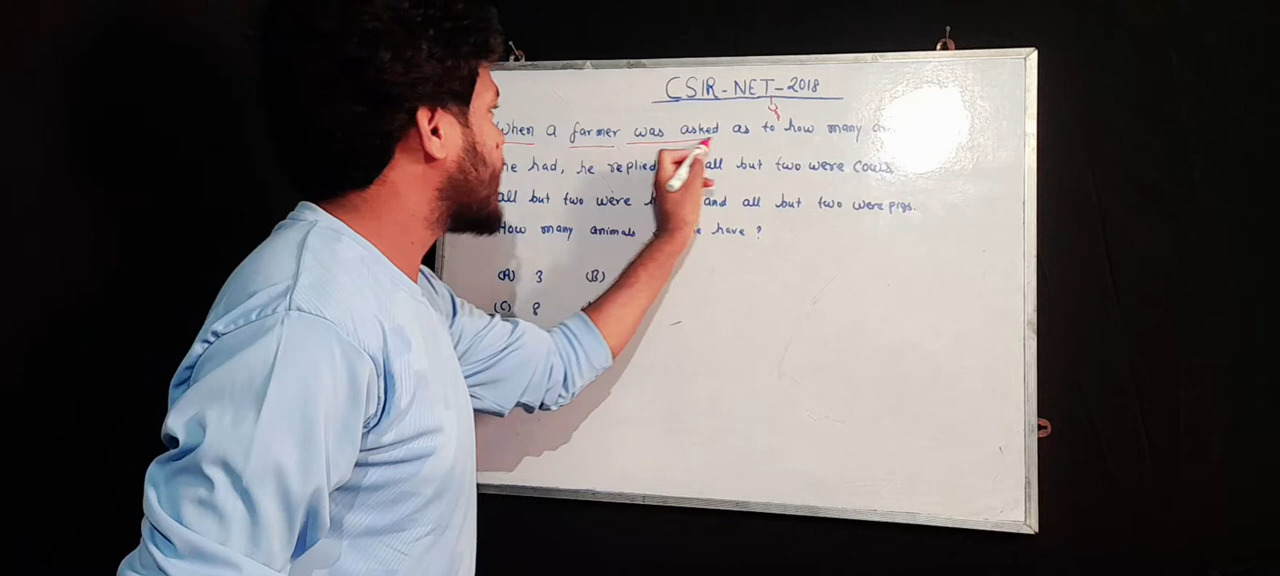 CSIR-NET-2018
When a farmer was asked as to how many
he had, he replied all but two were cows,
all but two were and all but two were pigs.
How many animals have ?
(A) 3 (B)
(C) 8